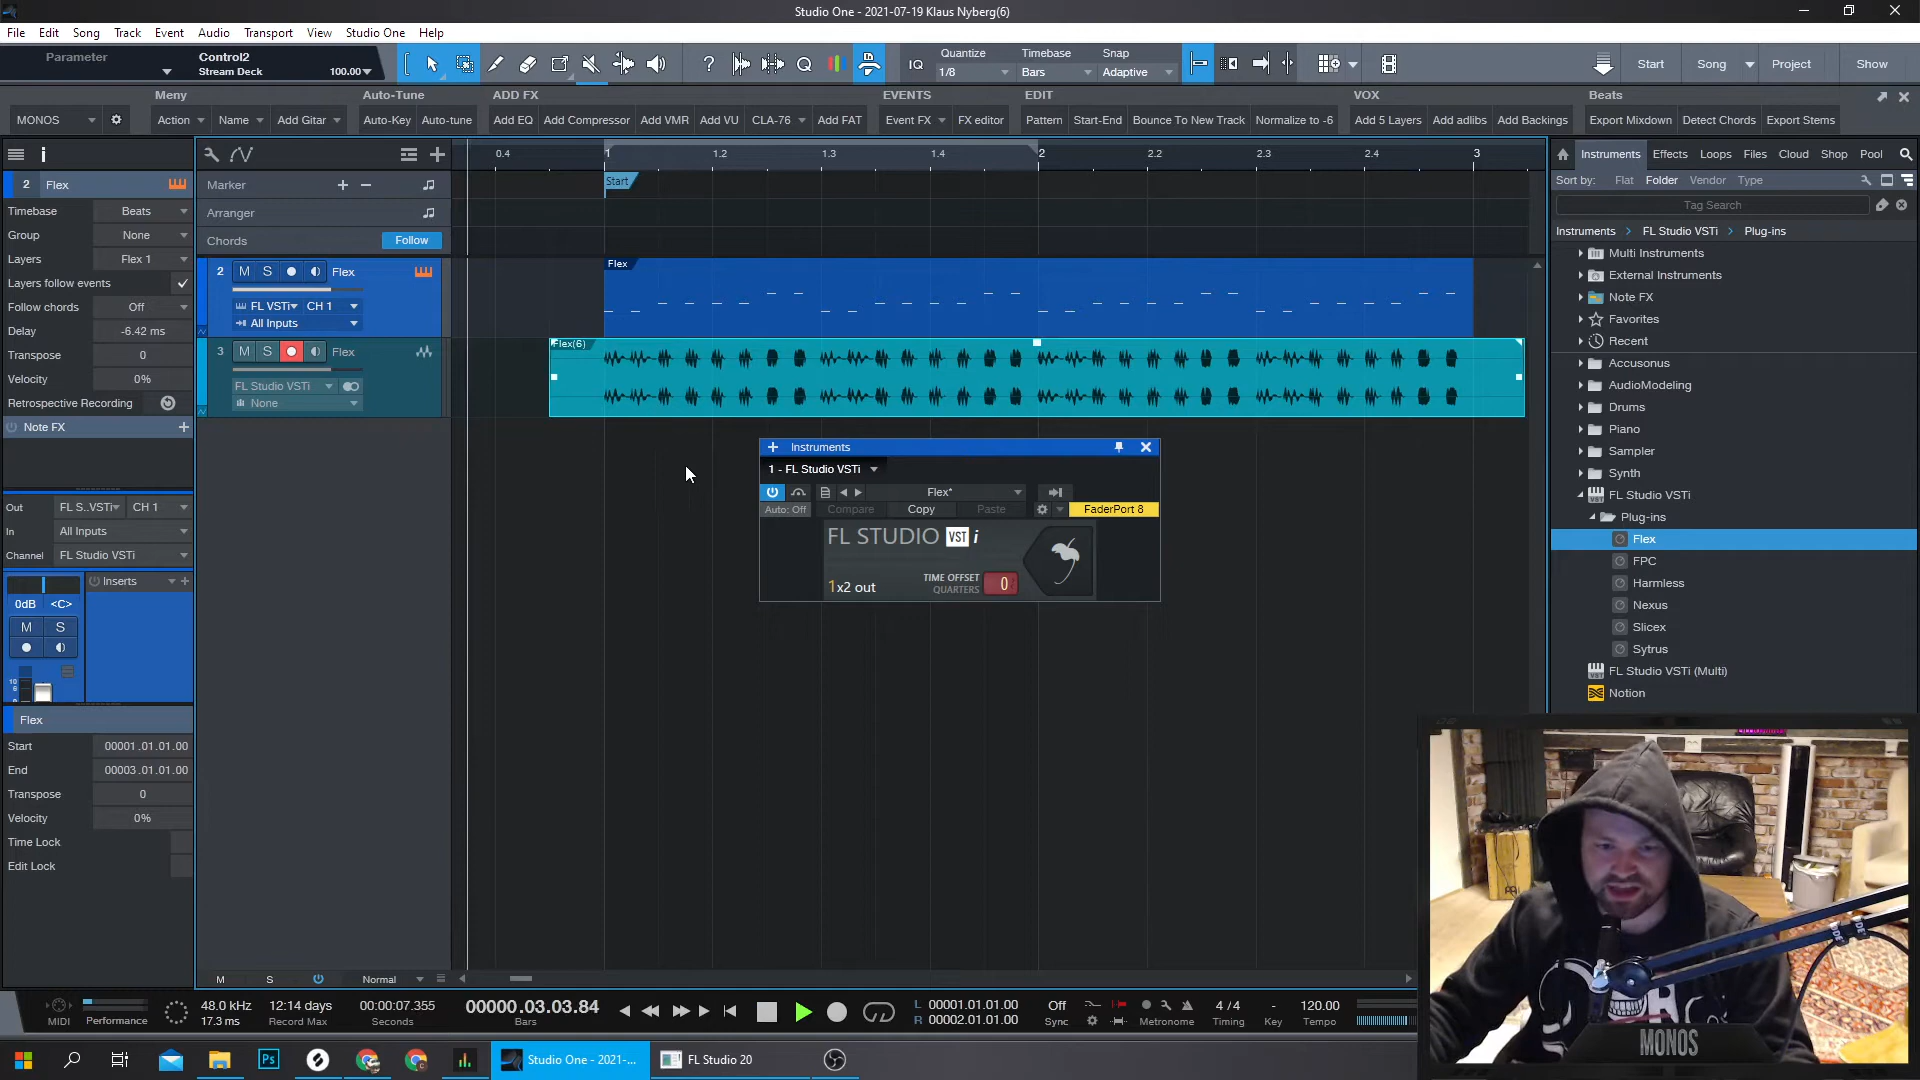 Studio One - 2021-07-19 Klaus Nyberg(6)
File Edit Song Track Event Audio Transport View Studio One Help
Parameter Control2
Stream Deck 100.00
Quantize Timebase Snap
IQ 1/8 Bars Adaptive
Start Song Project Show
Meny Auto-Tune ADD FX EVENTS EDIT VOX Beats
MONOS Action Name Add Gitar Auto-Key Auto-tune Add EQ Add Compressor Add VMR Add VU CLA-76 Add FAT Event FX FX editor Pattern Start-End Bounce To New Track Normalize to -6 Add 5 Layers Add adlibs Add Backings Export Mixdown Detect Chords Export Stems
2 Flex
Timebase Beats
Group None
Layers Flex 1
Layers follow events
Follow chords Off
Delay -6.42 ms
Transpose 0
Velocity 0%
Retrospective Recording
Note FX
Out FL S..VSTi CH 1
In All Inputs
Channel FL Studio VSTi
Inserts
0dB <C>
M S
Flex
Start 00001.01.01.00
End 00003.01.01.00
Transpose 0
Velocity 0%
Time Lock
Edit Lock
Marker
Arranger
Chords Follow
2 M S Flex
FL VSTi CH 1
All Inputs
3 M S Flex
FL Studio VSTi
None
0.4 1 1.2 1.3 1.4 2 2.2 2.3 2.4 3
Start
Flex
Flex(6)
Instruments
1 - FL Studio VSTi
Flex*
Auto: Off Compare Copy Paste FaderPort 8
FL STUDIO VST i
1x2 out TIME OFFSET
QUARTERS 0
Instruments Effects Loops Files Cloud Shop Pool
Sort by: Flat Folder Vendor Type
Tag Search
Instruments > FL Studio VSTi > Plug-ins
Multi Instruments
External Instruments
Note FX
Favorites
Recent
Accusonus
AudioModeling
Drums
Piano
Sampler
Synth
FL Studio VSTi
Plug-ins
Flex
FPC
Harmless
Nexus
Slicex
Sytrus
FL Studio VSTi (Multi)
Notion
M S Normal
MIDI Performance
48.0 kHz
17.3 ms
12:14 days
Record Max
00:00:07.355
Seconds
00000.03.03.84
Bars
L 00001.01.01.00
R 00002.01.01.00
Off
Sync
Metronome
4 / 4
Timing
-
Key
120.00
Tempo
Ps Studio One - 2021-... FL Studio 20
MONOS